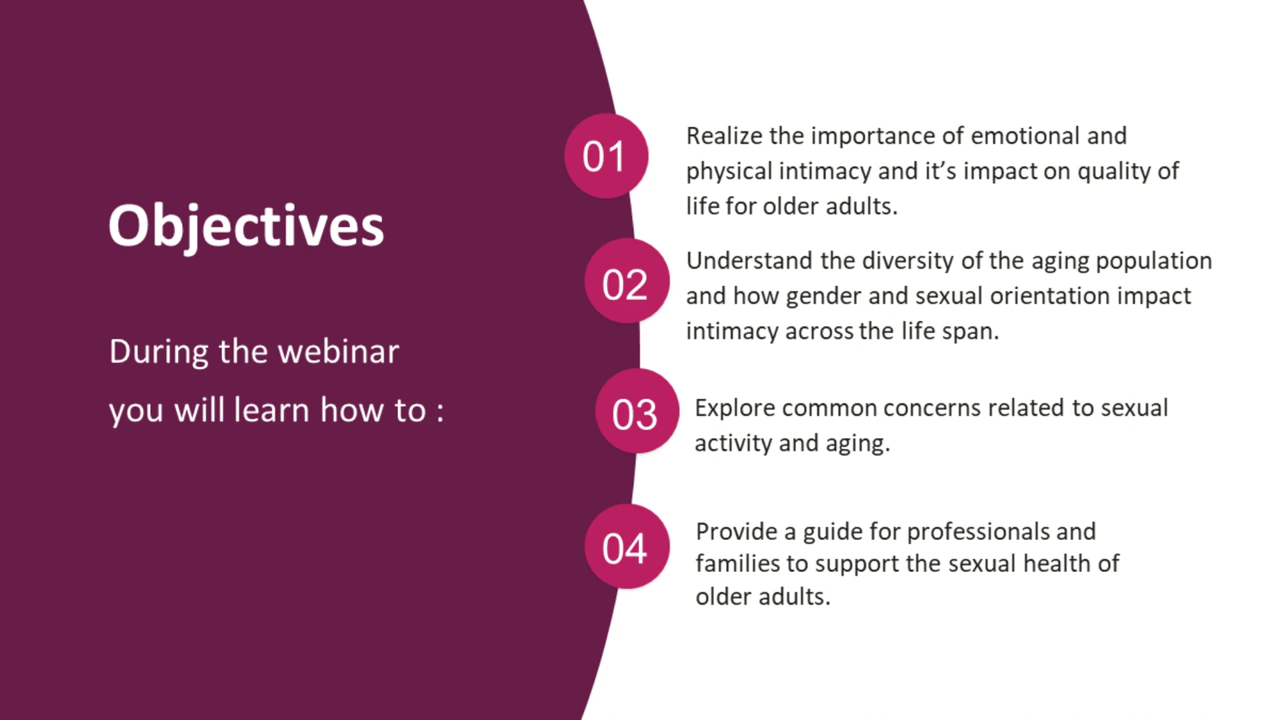 Objectives
During the webinar
you will learn how to :
01
Realize the importance of emotional and
physical intimacy and it’s impact on quality of
life for older adults.
02
Understand the diversity of the aging population
and how gender and sexual orientation impact
intimacy across the life span.
03
Explore common concerns related to sexual
activity and aging.
04
Provide a guide for professionals and
families to support the sexual health of
older adults.